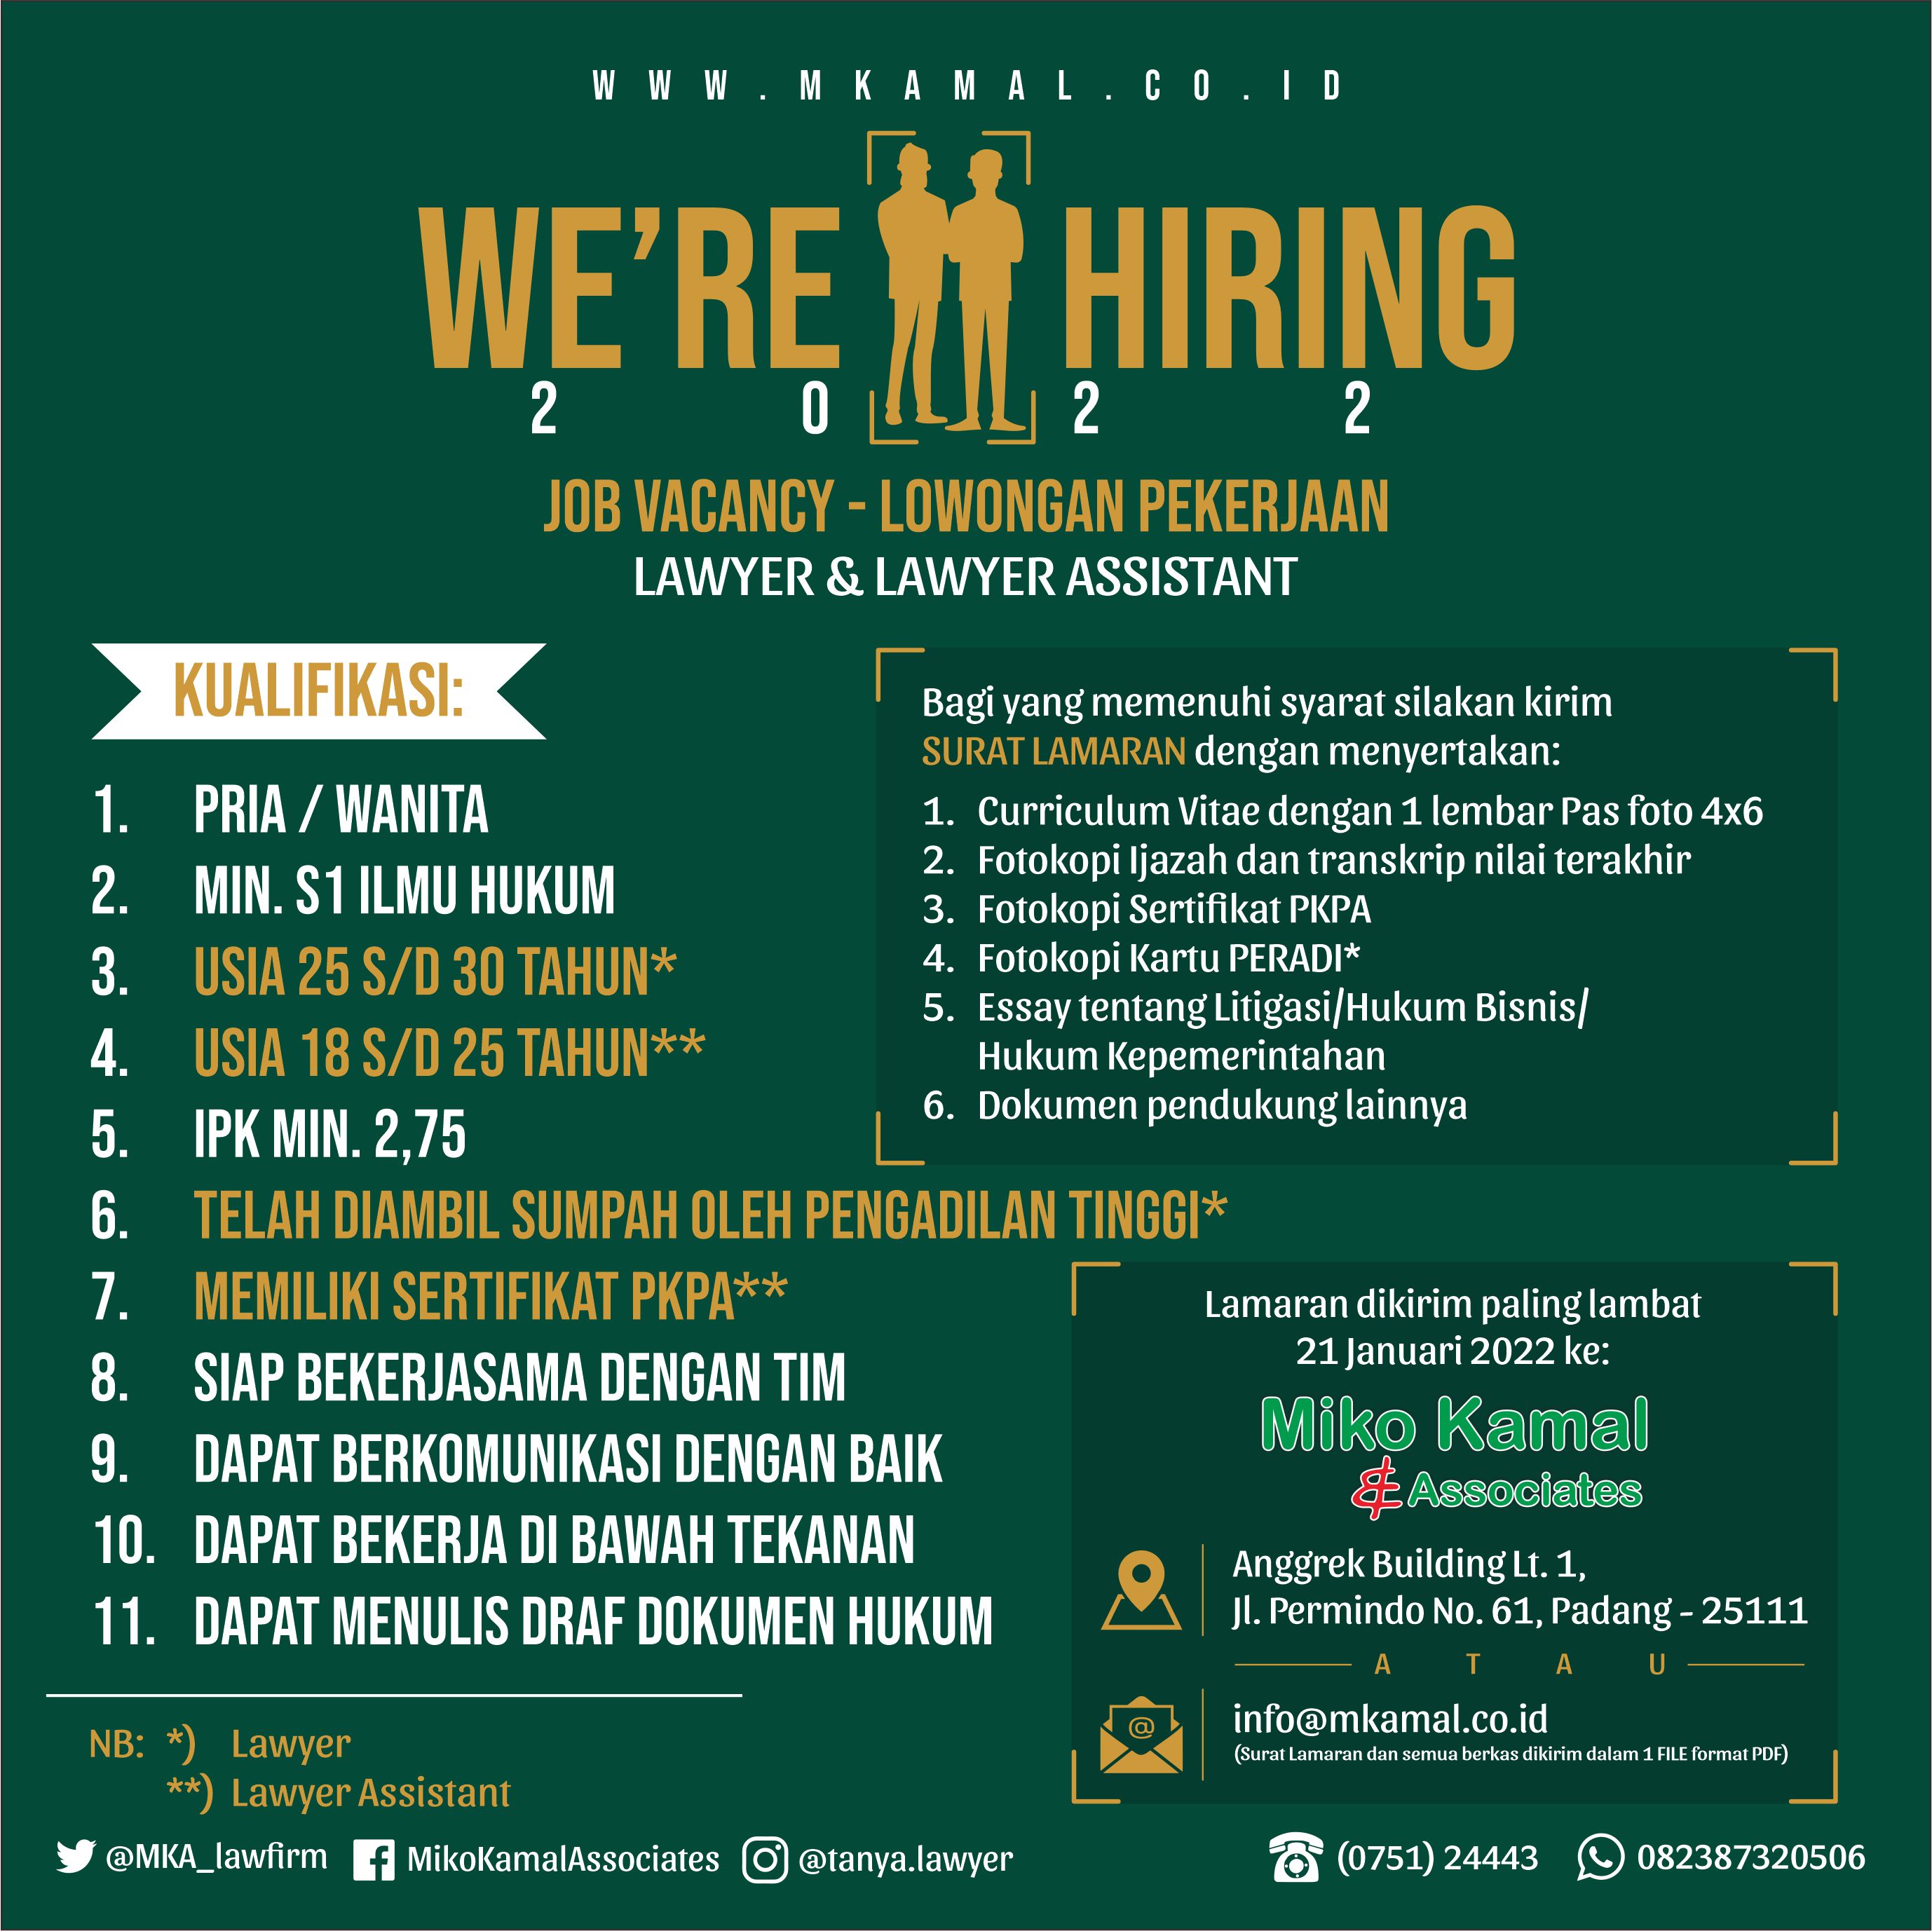 WWW.MKAMAL.CO.ID
WE'RE HIRING
2022
JOB VACANCY - LOWONGAN PEKERJAAN
LAWYER & LAWYER ASSISTANT
KUALIFIKASI:
1. PRIA / WANITA
2. MIN. S1 ILMU HUKUM
3. USIA 25 S/D 30 TAHUN*
4. USIA 18 S/D 25 TAHUN**
5. IPK MIN. 2,75
6. TELAH DIAMBIL SUMPAH OLEH PENGADILAN TINGGI*
7. MEMILIKI SERTIFIKAT PKPA**
8. SIAP BEKERJASAMA DENGAN TIM
9. DAPAT BERKOMUNIKASI DENGAN BAIK
10. DAPAT BEKERJA DI BAWAH TEKANAN
11. DAPAT MENULIS DRAF DOKUMEN HUKUM
NB: *) Lawyer
**) Lawyer Assistant
Bagi yang memenuhi syarat silakan kirim
SURAT LAMARAN dengan menyertakan:
1. Curriculum Vitae dengan 1 lembar Pas foto 4x6
2. Fotokopi Ijazah dan transkrip nilai terakhir
3. Fotokopi Sertifikat PKPA
4. Fotokopi Kartu PERADI*
5. Essay tentang Litigasi/Hukum Bisnis/
Hukum Kepemerintahan
6. Dokumen pendukung lainnya
Lamaran dikirim paling lambat
21 Januari 2022 ke:
Miko Kamal
& Associates
Anggrek Building Lt. 1,
Jl. Permindo No. 61, Padang - 25111
ATAU
@
info@mkamal.co.id
(Surat Lamaran dan semua berkas dikirim dalam 1 FILE format PDF)
@MKA_lawfirm MikoKamalAssociates @tanya.lawyer (0751) 24443 082387320506